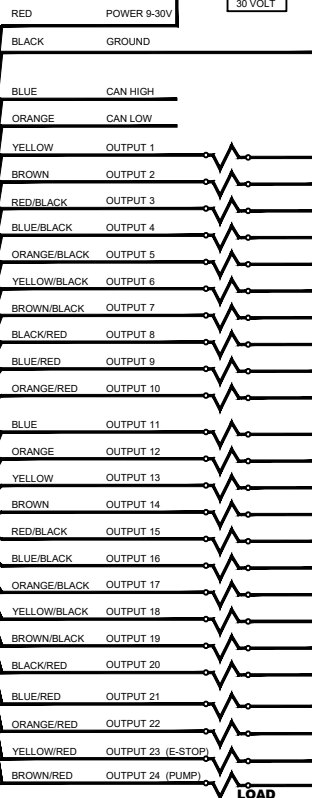 30 VOLT
RED POWER 9-30V
BLACK GROUND
BLUE CAN HIGH
ORANGE CAN LOW
YELLOW OUTPUT 1
BROWN OUTPUT 2
RED/BLACK OUTPUT 3
BLUE/BLACK OUTPUT 4
ORANGE/BLACK OUTPUT 5
YELLOW/BLACK OUTPUT 6
BROWN/BLACK OUTPUT 7
BLACK/RED OUTPUT 8
BLUE/RED OUTPUT 9
ORANGE/RED OUTPUT 10
BLUE OUTPUT 11
ORANGE OUTPUT 12
YELLOW OUTPUT 13
BROWN OUTPUT 14
RED/BLACK OUTPUT 15
BLUE/BLACK OUTPUT 16
ORANGE/BLACK OUTPUT 17
YELLOW/BLACK OUTPUT 18
BROWN/BLACK OUTPUT 19
BLACK/RED OUTPUT 20
BLUE/RED OUTPUT 21
ORANGE/RED OUTPUT 22
YELLOW/RED OUTPUT 23 (E-STOP)
BROWN/RED OUTPUT 24 (PUMP)
LOAD